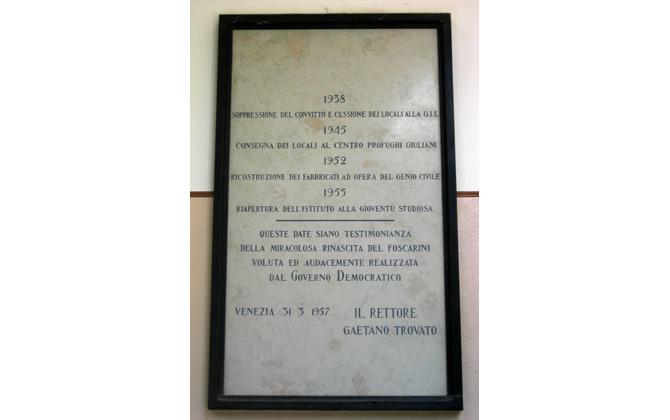 1938
SOPPRESSIONE DEL CONVITTO E CESSIONE DEI LOCALI ALLA G.I.L.
1945
CONSEGNA DEI LOCALI AL CENTRO PROFUGHI GIULIANI
1952
RICOSTRUZIONE DEI FABBRICATI AD OPERA DEL GENIO CIVILE
1955
RIAPERTURA DELL'ISTITUTO ALLA GIOVENTÙ STUDIOSA
QUESTE DATE SIANO TESTIMONIANZA
DELLA MIRACOLOSA RINASCITA DEL FOSCARINI
VOLUTA ED AUDACEMENTE REALIZZATA
DAL GOVERNO DEMOCRATICO
VENEZIA 31 3 1957
IL RETTORE
GAETANO TROVATO